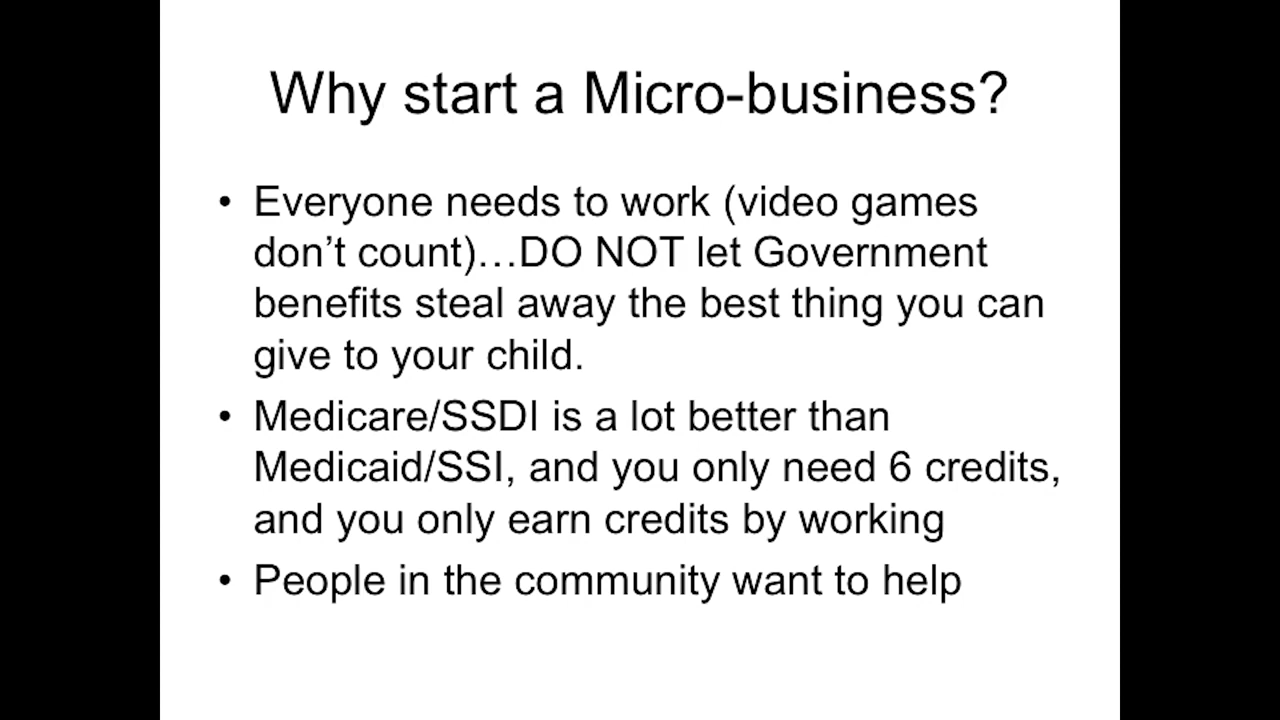 Why start a Micro-business?
• Everyone needs to work (video games
don’t count)…DO NOT let Government
benefits steal away the best thing you can
give to your child.
• Medicare/SSDI is a lot better than
Medicaid/SSI, and you only need 6 credits,
and you only earn credits by working
• People in the community want to help